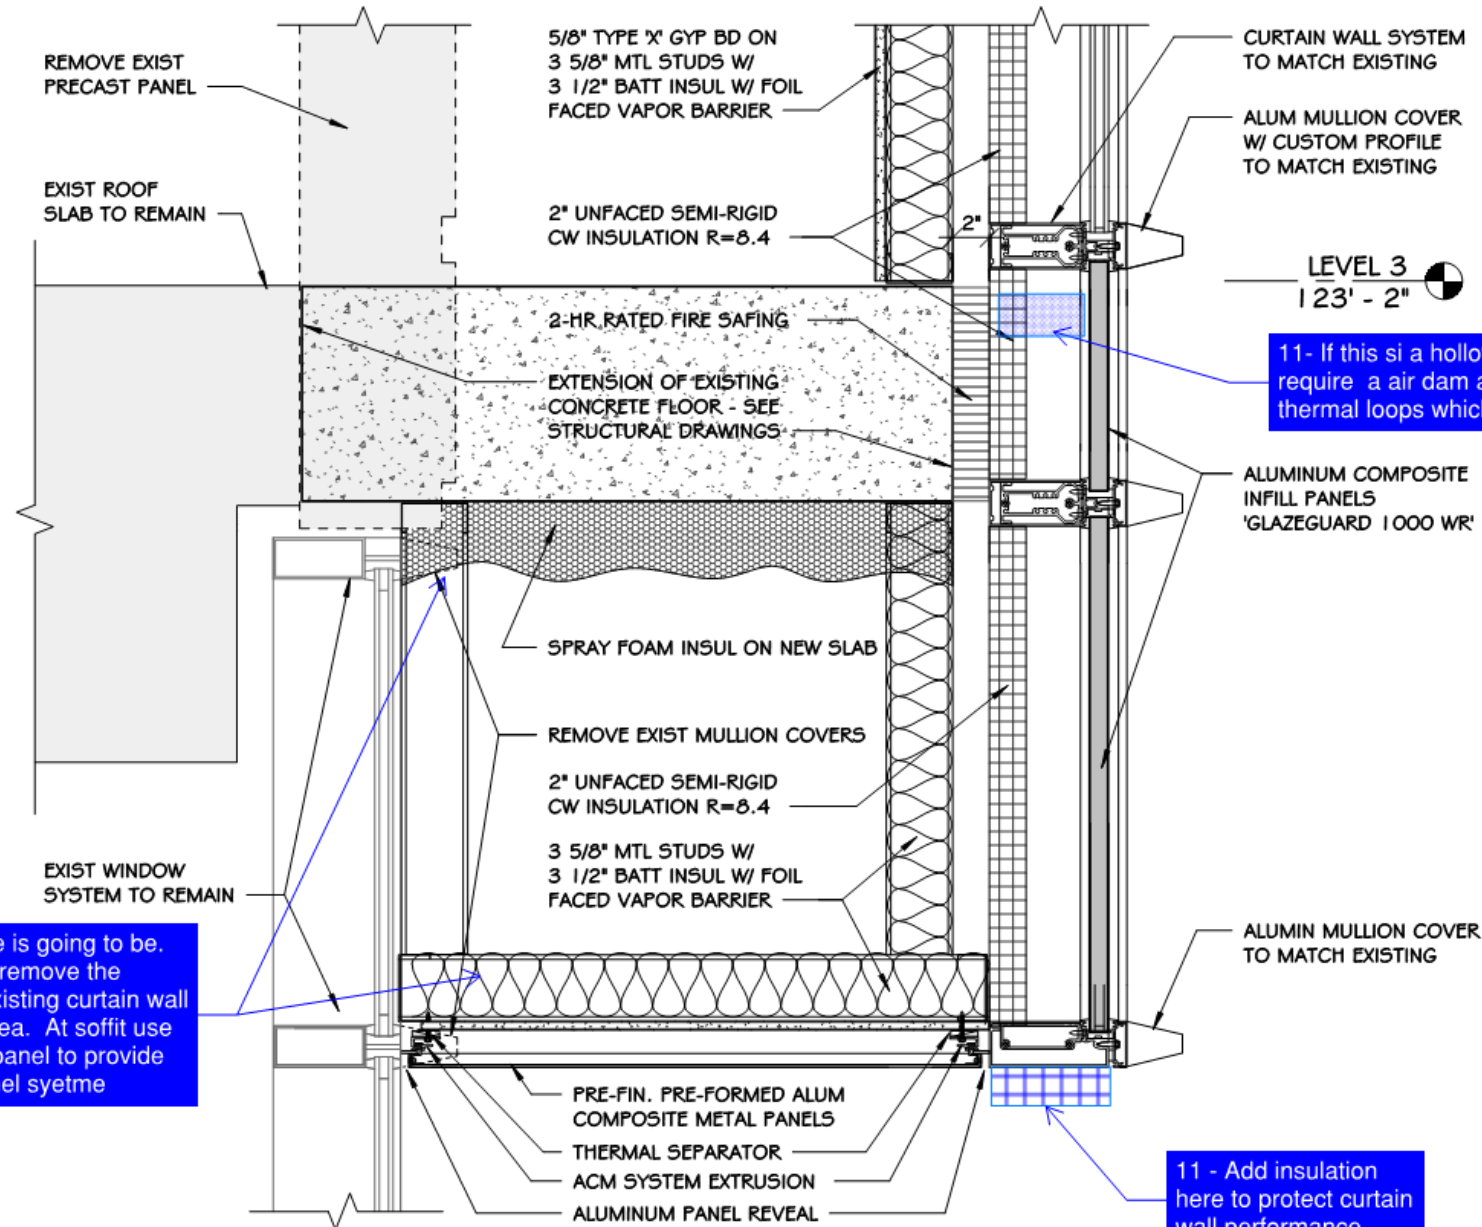 REMOVE EXIST
PRECAST PANEL
EXIST ROOF
SLAB TO REMAIN
5/8" TYPE 'X' GYP BD ON
3 5/8" MTL STUDS W/
3 1/2" BATT INSUL W/ FOIL
FACED VAPOR BARRIER
2" UNFACED SEMI-RIGID
CW INSULATION R=8.4
2"
CURTAIN WALL SYSTEM
TO MATCH EXISTING
ALUM MULLION COVER
W/ CUSTOM PROFILE
TO MATCH EXISTING
LEVEL 3
123' - 2"
2-HR RATED FIRE SAFING
EXTENSION OF EXISTING
CONCRETE FLOOR - SEE
STRUCTURAL DRAWINGS
11- If this si a hollo
require a air dam a
thermal loops which
ALUMINUM COMPOSITE
INFILL PANELS
'GLAZEGUARD 1000 WR'
SPRAY FOAM INSUL ON NEW SLAB
REMOVE EXIST MULLION COVERS
2" UNFACED SEMI-RIGID
CW INSULATION R=8.4
3 5/8" MTL STUDS W/
3 1/2" BATT INSUL W/ FOIL
FACED VAPOR BARRIER
EXIST WINDOW
SYSTEM TO REMAIN
e is going to be.
remove the
xisting curtain wall
ea. At soffit use
panel to provide
el syetme
ALUMIN MULLION COVER
TO MATCH EXISTING
PRE-FIN. PRE-FORMED ALUM
COMPOSITE METAL PANELS
THERMAL SEPARATOR
ACM SYSTEM EXTRUSION
ALUMINUM PANEL REVEAL
11 - Add insulation
here to protect curtain
wall performance